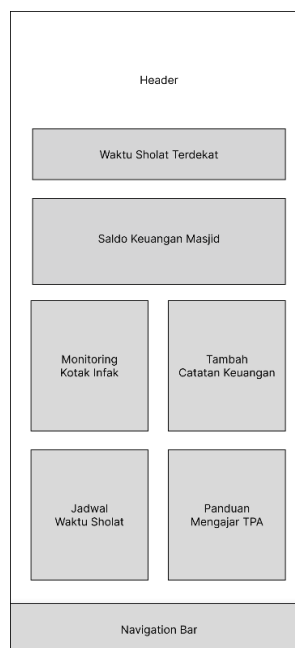 Header
Waktu Sholat Terdekat
Saldo Keuangan Masjid
Monitoring
Kotak Infak
Tambah
Catatan Keuangan
Jadwal
Waktu Sholat
Panduan
Mengajar TPA
Navigation Bar